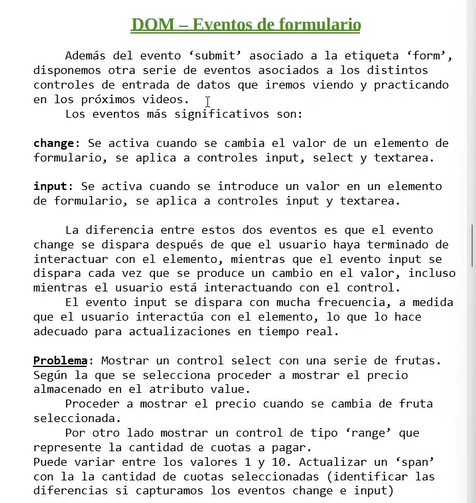 DOM – Eventos de formulario
Además del evento ‘submit’ asociado a la etiqueta ‘form’,
disponemos otra serie de eventos asociados a los distintos
controles de entrada de datos que iremos viendo y practicando
en los próximos videos.
Los eventos más significativos son:
change: Se activa cuando se cambia el valor de un elemento de
formulario, se aplica a controles input, select y textarea.
input: Se activa cuando se introduce un valor en un elemento
de formulario, se aplica a controles input y textarea.
La diferencia entre estos dos eventos es que el evento
change se dispara después de que el usuario haya terminado de
interactuar con el elemento, mientras que el evento input se
dispara cada vez que se produce un cambio en el valor, incluso
mientras el usuario está interactuando con el control.
El evento input se dispara con mucha frecuencia, a medida
que el usuario interactúa con el elemento, lo que lo hace
adecuado para actualizaciones en tiempo real.
Problema: Mostrar un control select con una serie de frutas.
Según la que se selecciona proceder a mostrar el precio
almacenado en el atributo value.
Proceder a mostrar el precio cuando se cambia de fruta
seleccionada.
Por otro lado mostrar un control de tipo ‘range’ que
represente la cantidad de cuotas a pagar.
Puede variar entre los valores 1 y 10. Actualizar un ‘span’
con la la cantidad de cuotas seleccionadas (identificar las
diferencias si capturamos los eventos change e input)